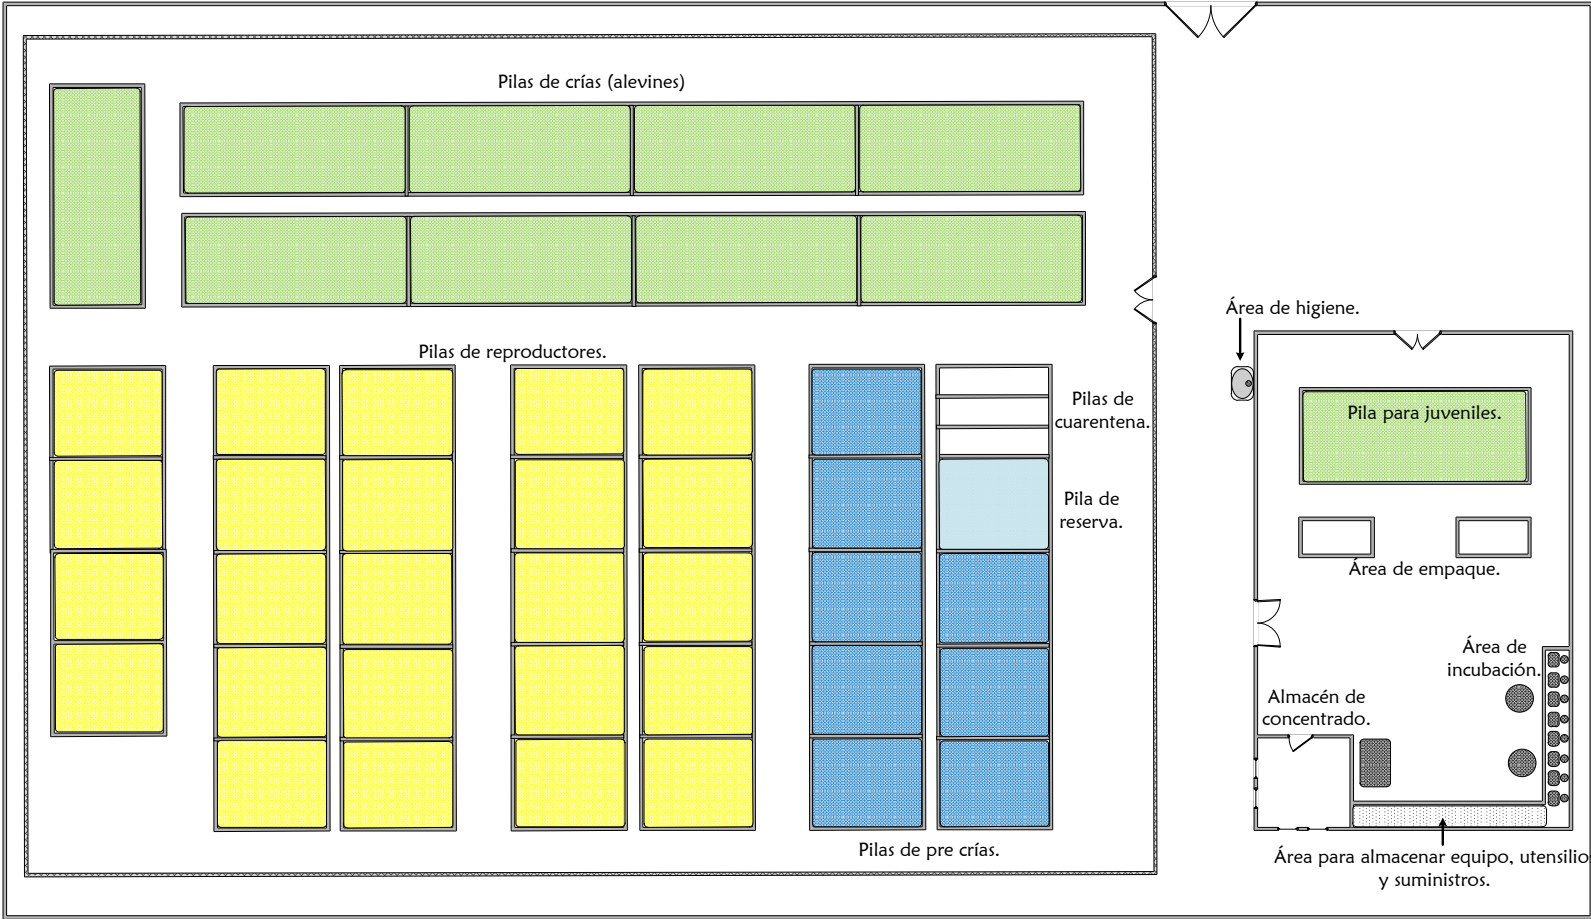 Pilas de crías (alevines)
Área de higiene.
Pilas de reproductores.
Pilas de
cuarentena.
Pila para juveniles.
Pila de
reserva.
Área de empaque.
Área de
incubación.
Almacén de
concentrado.
Pilas de pre crías.
Área para almacenar equipo, utensilio
y suministros.